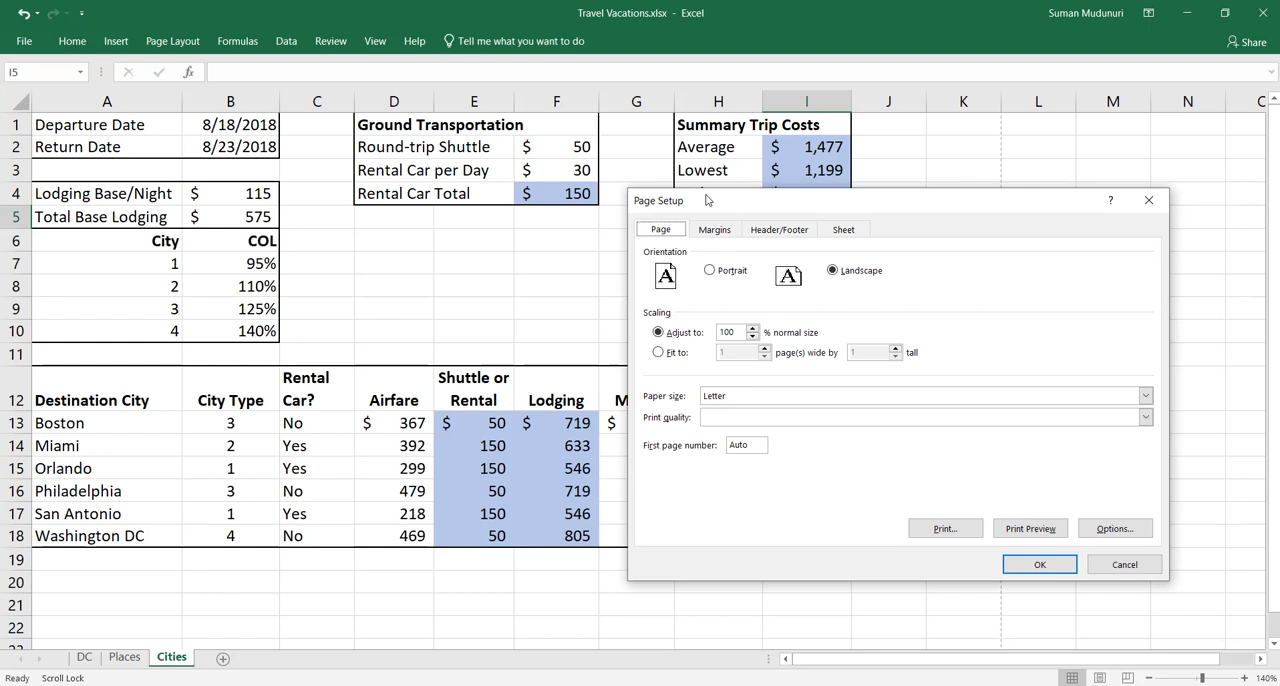 Travel Vacations.xlsx - Excel
Suman Mudunuri
File Home Insert Page Layout Formulas Data Review View Help Tell me what you want to do Share
I5 fx
A B C D E F G H I J K L M N
1 Departure Date 8/18/2018 Ground Transportation Summary Trip Costs
2 Return Date 8/23/2018 Round-trip Shuttle $ 50 Average $ 1,477
3 Rental Car per Day $ 30 Lowest $ 1,199
4 Lodging Base/Night $ 115 Rental Car Total $ 150
5 Total Base Lodging $ 575
6 City COL
7 1 95%
8 2 110%
9 3 125%
10 4 140%
11
Rental Shuttle or
12 Destination City City Type Car? Airfare Rental Lodging M
13 Boston 3 No $ 367 $ 50 $ 719 $
14 Miami 2 Yes 392 150 633
15 Orlando 1 Yes 299 150 546
16 Philadelphia 3 No 479 50 719
17 San Antonio 1 Yes 218 150 546
18 Washington DC 4 No 469 50 805
19
20
21
22
Page Setup ?
Page Margins Header/Footer Sheet
Orientation
A Portrait A Landscape
Scaling
Adjust to: 100 % normal size
Fit to: 1 page(s) wide by 1 tall
Paper size: Letter
Print quality:
First page number: Auto
Print... Print Preview Options...
OK Cancel
DC Places Cities
Ready Scroll Lock 140%